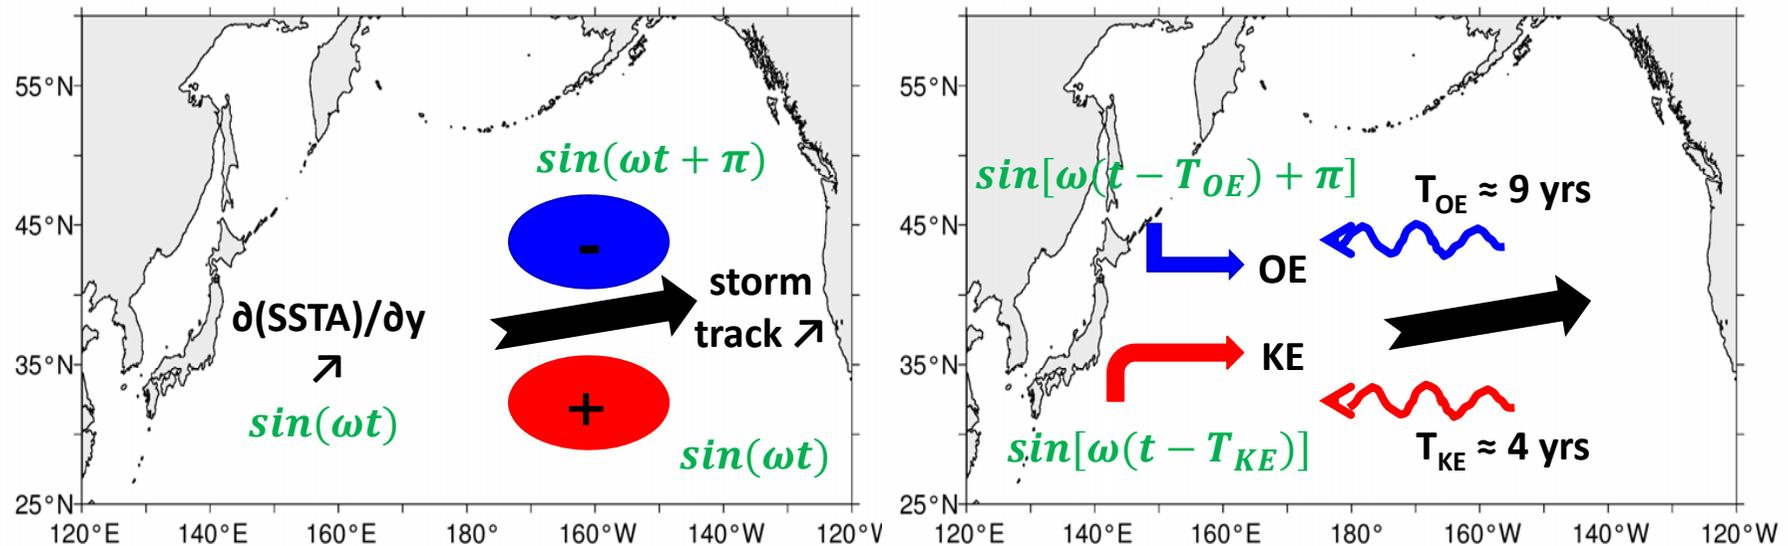 55°N
45°N
35°N
25°N
120°E
140°E
160°E
180°
160°W
140°W
120°W
sin(ωt + π)
-
storm
track ↗
∂(SSTA)/∂y
↗
sin(ωt)
+
sin(ωt)
55°N
45°N
35°N
25°N
120°E
140°E
160°E
180°
160°W
140°W
120°W
sin[ω(t − T_OE) + π]
T_OE ≈ 9 yrs
OE
KE
sin[ω(t − T_KE)]
T_KE ≈ 4 yrs